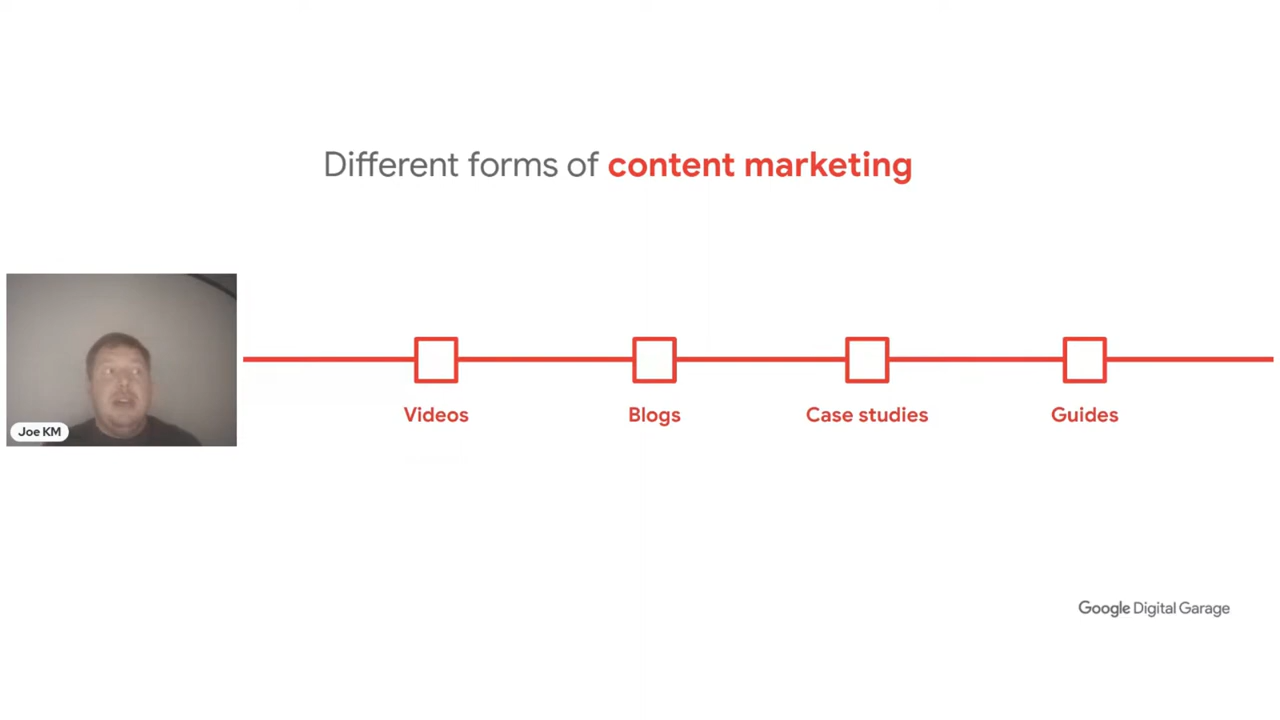 Different forms of content marketing
Joe KM
Videos
Blogs
Case studies
Guides
Google Digital Garage